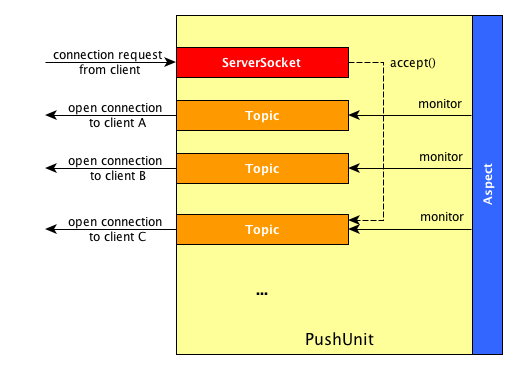 connection request
from client
ServerSocket
accept()
open connection
to client A
Topic
monitor
open connection
to client B
Topic
monitor
Aspect
open connection
to client C
Topic
monitor
...
PushUnit